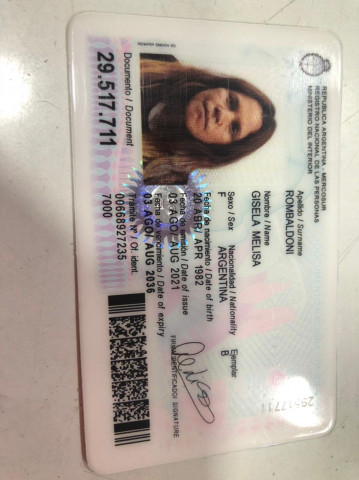 REPUBLICA ARGENTINA - MERCOSUR
REGISTRO NACIONAL DE LAS PERSONAS
MINISTERIO DEL INTERIOR
Apellido / Surname
ROMBALDONI
Nombre / Name
GISELA MELISA
Sexo / Sex
Nacionalidad / Nationality
Ejemplar
F
ARGENTINA
B
Fecha de nacimiento / Date of birth
20 ABR/ APR 1982
Fecha de emisión / Date of issue
03 AGO/ AUG 2021
Fecha de vencimiento / Date of expiry
03 AGO/ AUG 2036
FIRMA IDENTIFICADO/ SIGNATURE
Documento / Document
29.517.711
Trámite Nº / Of. ident.
00668927235
7000
29517711